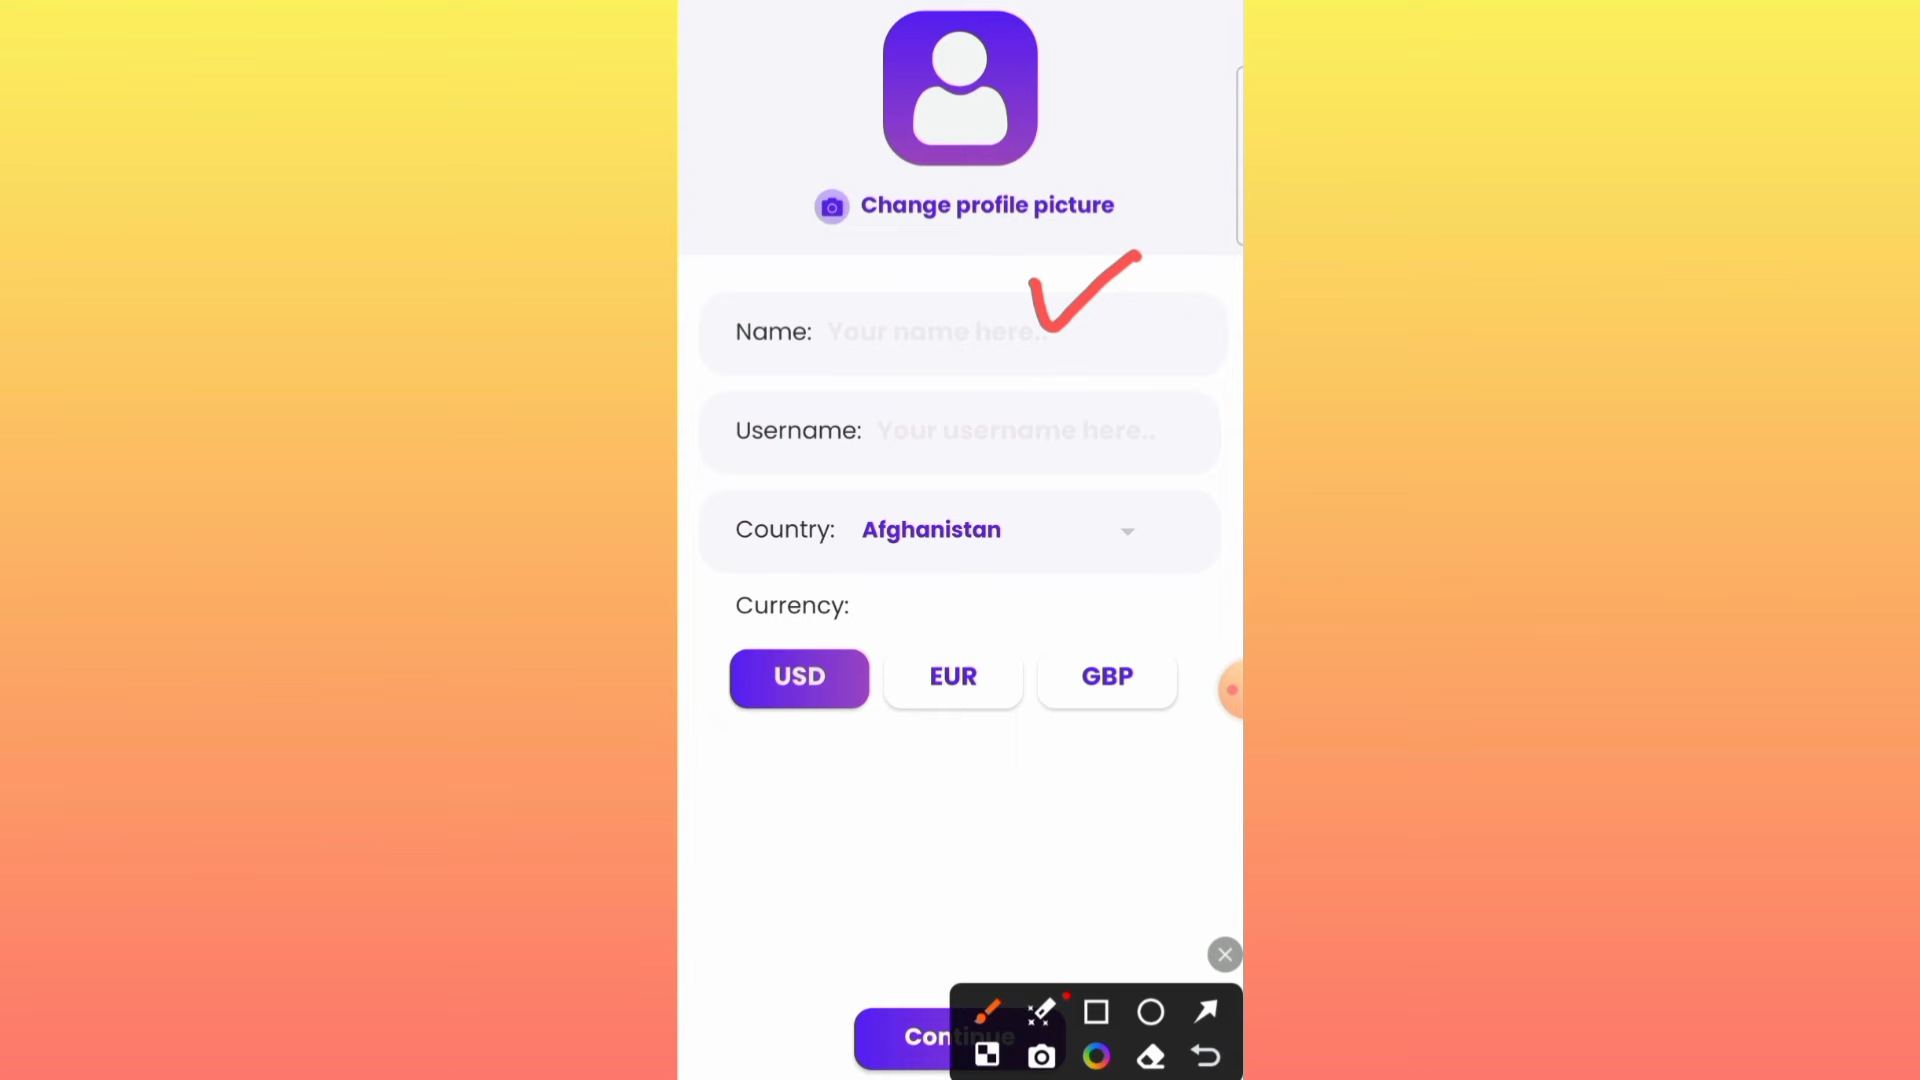 Change profile picture
Name: Your name here..
Username: Your username here..
Country: Afghanistan
Currency:
USD EUR GBP
Continue